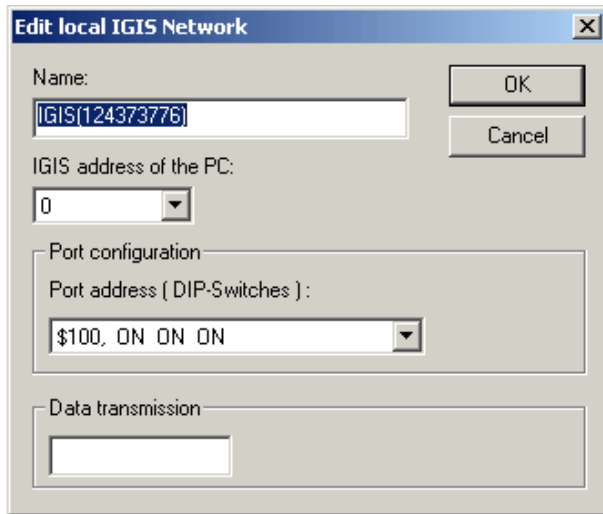 Edit local IGIS Network
Name:
OK
IGIS(124373776)
Cancel
IGIS address of the PC:
0
Port configuration
Port address ( DIP-Switches ) :
$100, ON ON ON
Data transmission